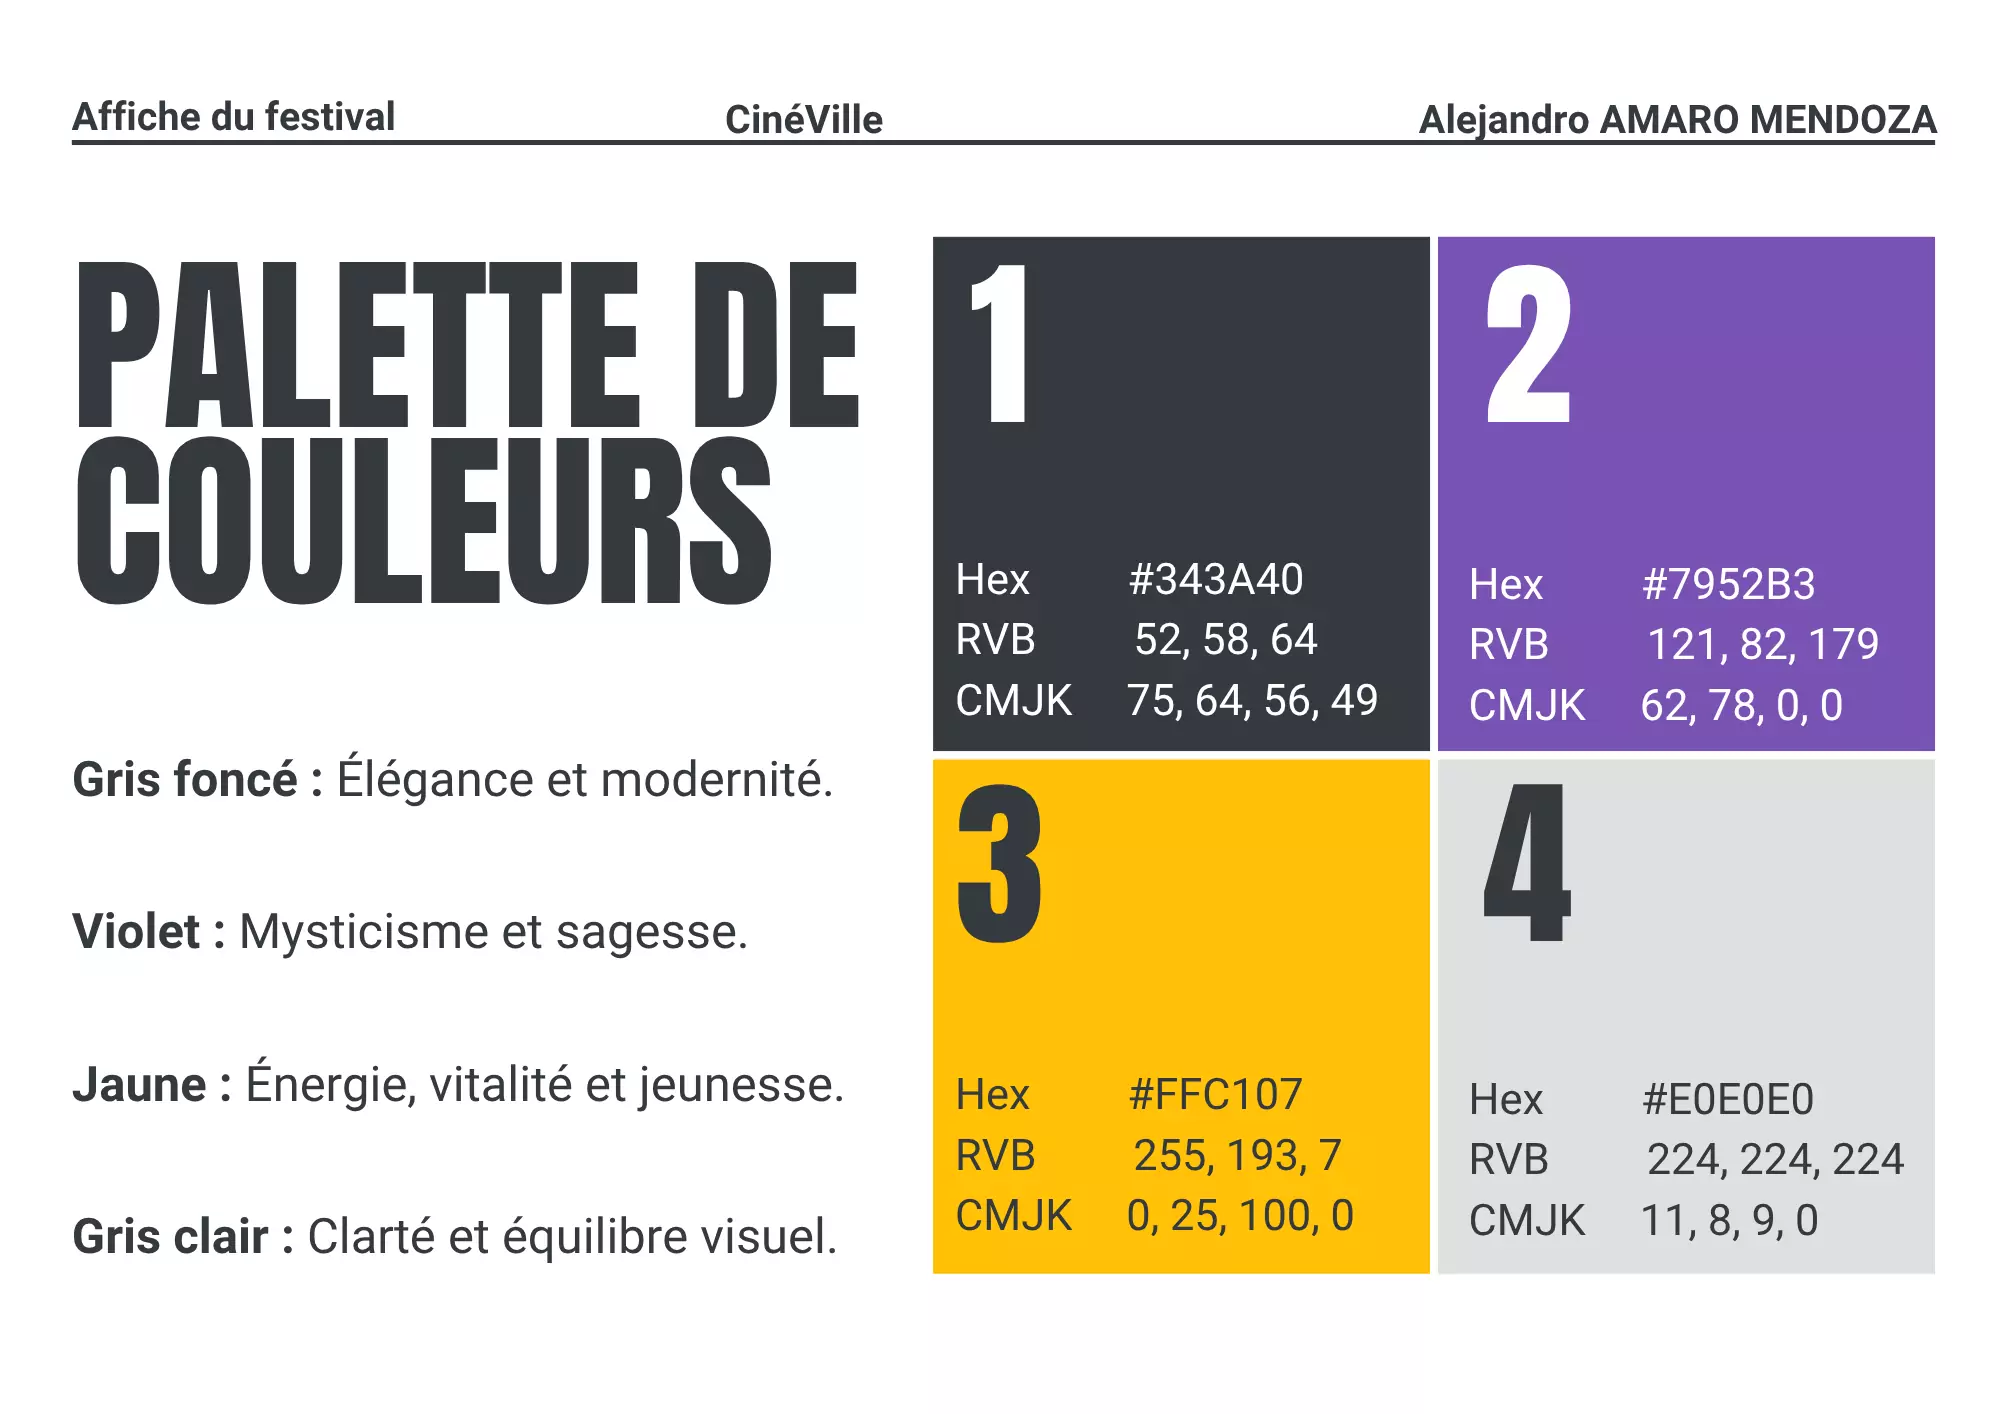 Affiche du festival CinéVille Alejandro AMARO MENDOZA
PALETTE DE
COULEURS
Gris foncé : Élégance et modernité.
Violet : Mysticisme et sagesse.
Jaune : Énergie, vitalité et jeunesse.
Gris clair : Clarté et équilibre visuel.
1
Hex #343A40
RVB 52, 58, 64
CMJK 75, 64, 56, 49
2
Hex #7952B3
RVB 121, 82, 179
CMJK 62, 78, 0, 0
3
Hex #FFC107
RVB 255, 193, 7
CMJK 0, 25, 100, 0
4
Hex #E0E0E0
RVB 224, 224, 224
CMJK 11, 8, 9, 0